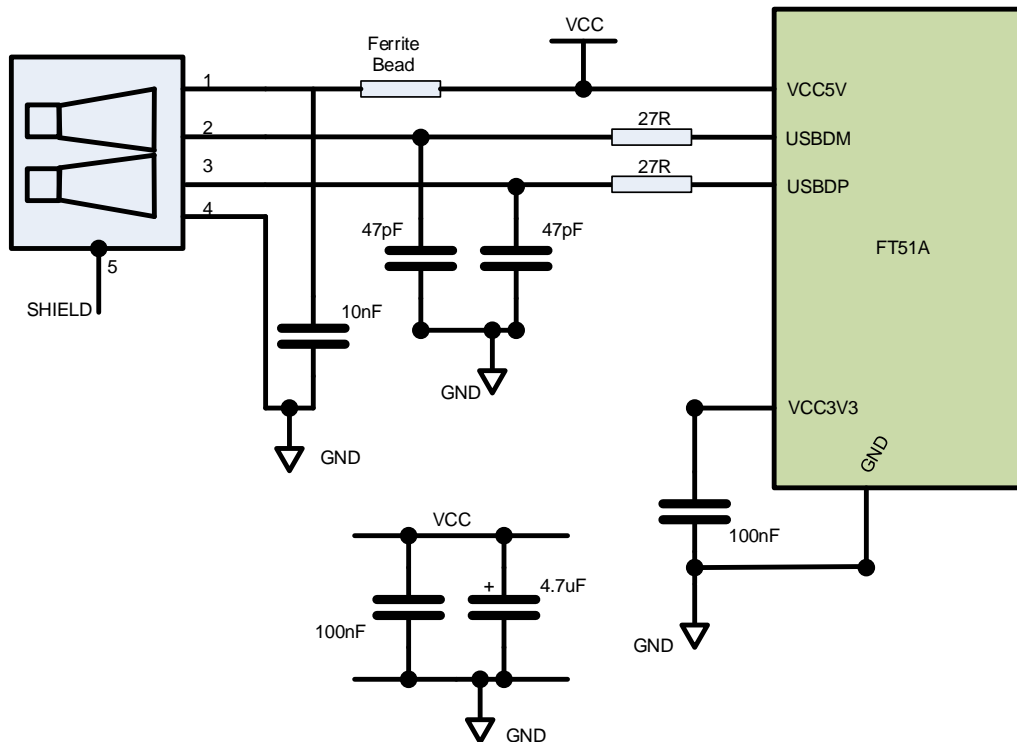 VCC
Ferrite
Bead
1
VCC5V
27R
2
USBDM
27R
3
USBDP
4
47pF
47pF
FT51A
5
SHIELD
10nF
GND
VCC3V3
GND
GND
VCC
100nF
+
4.7uF
100nF
GND
GND